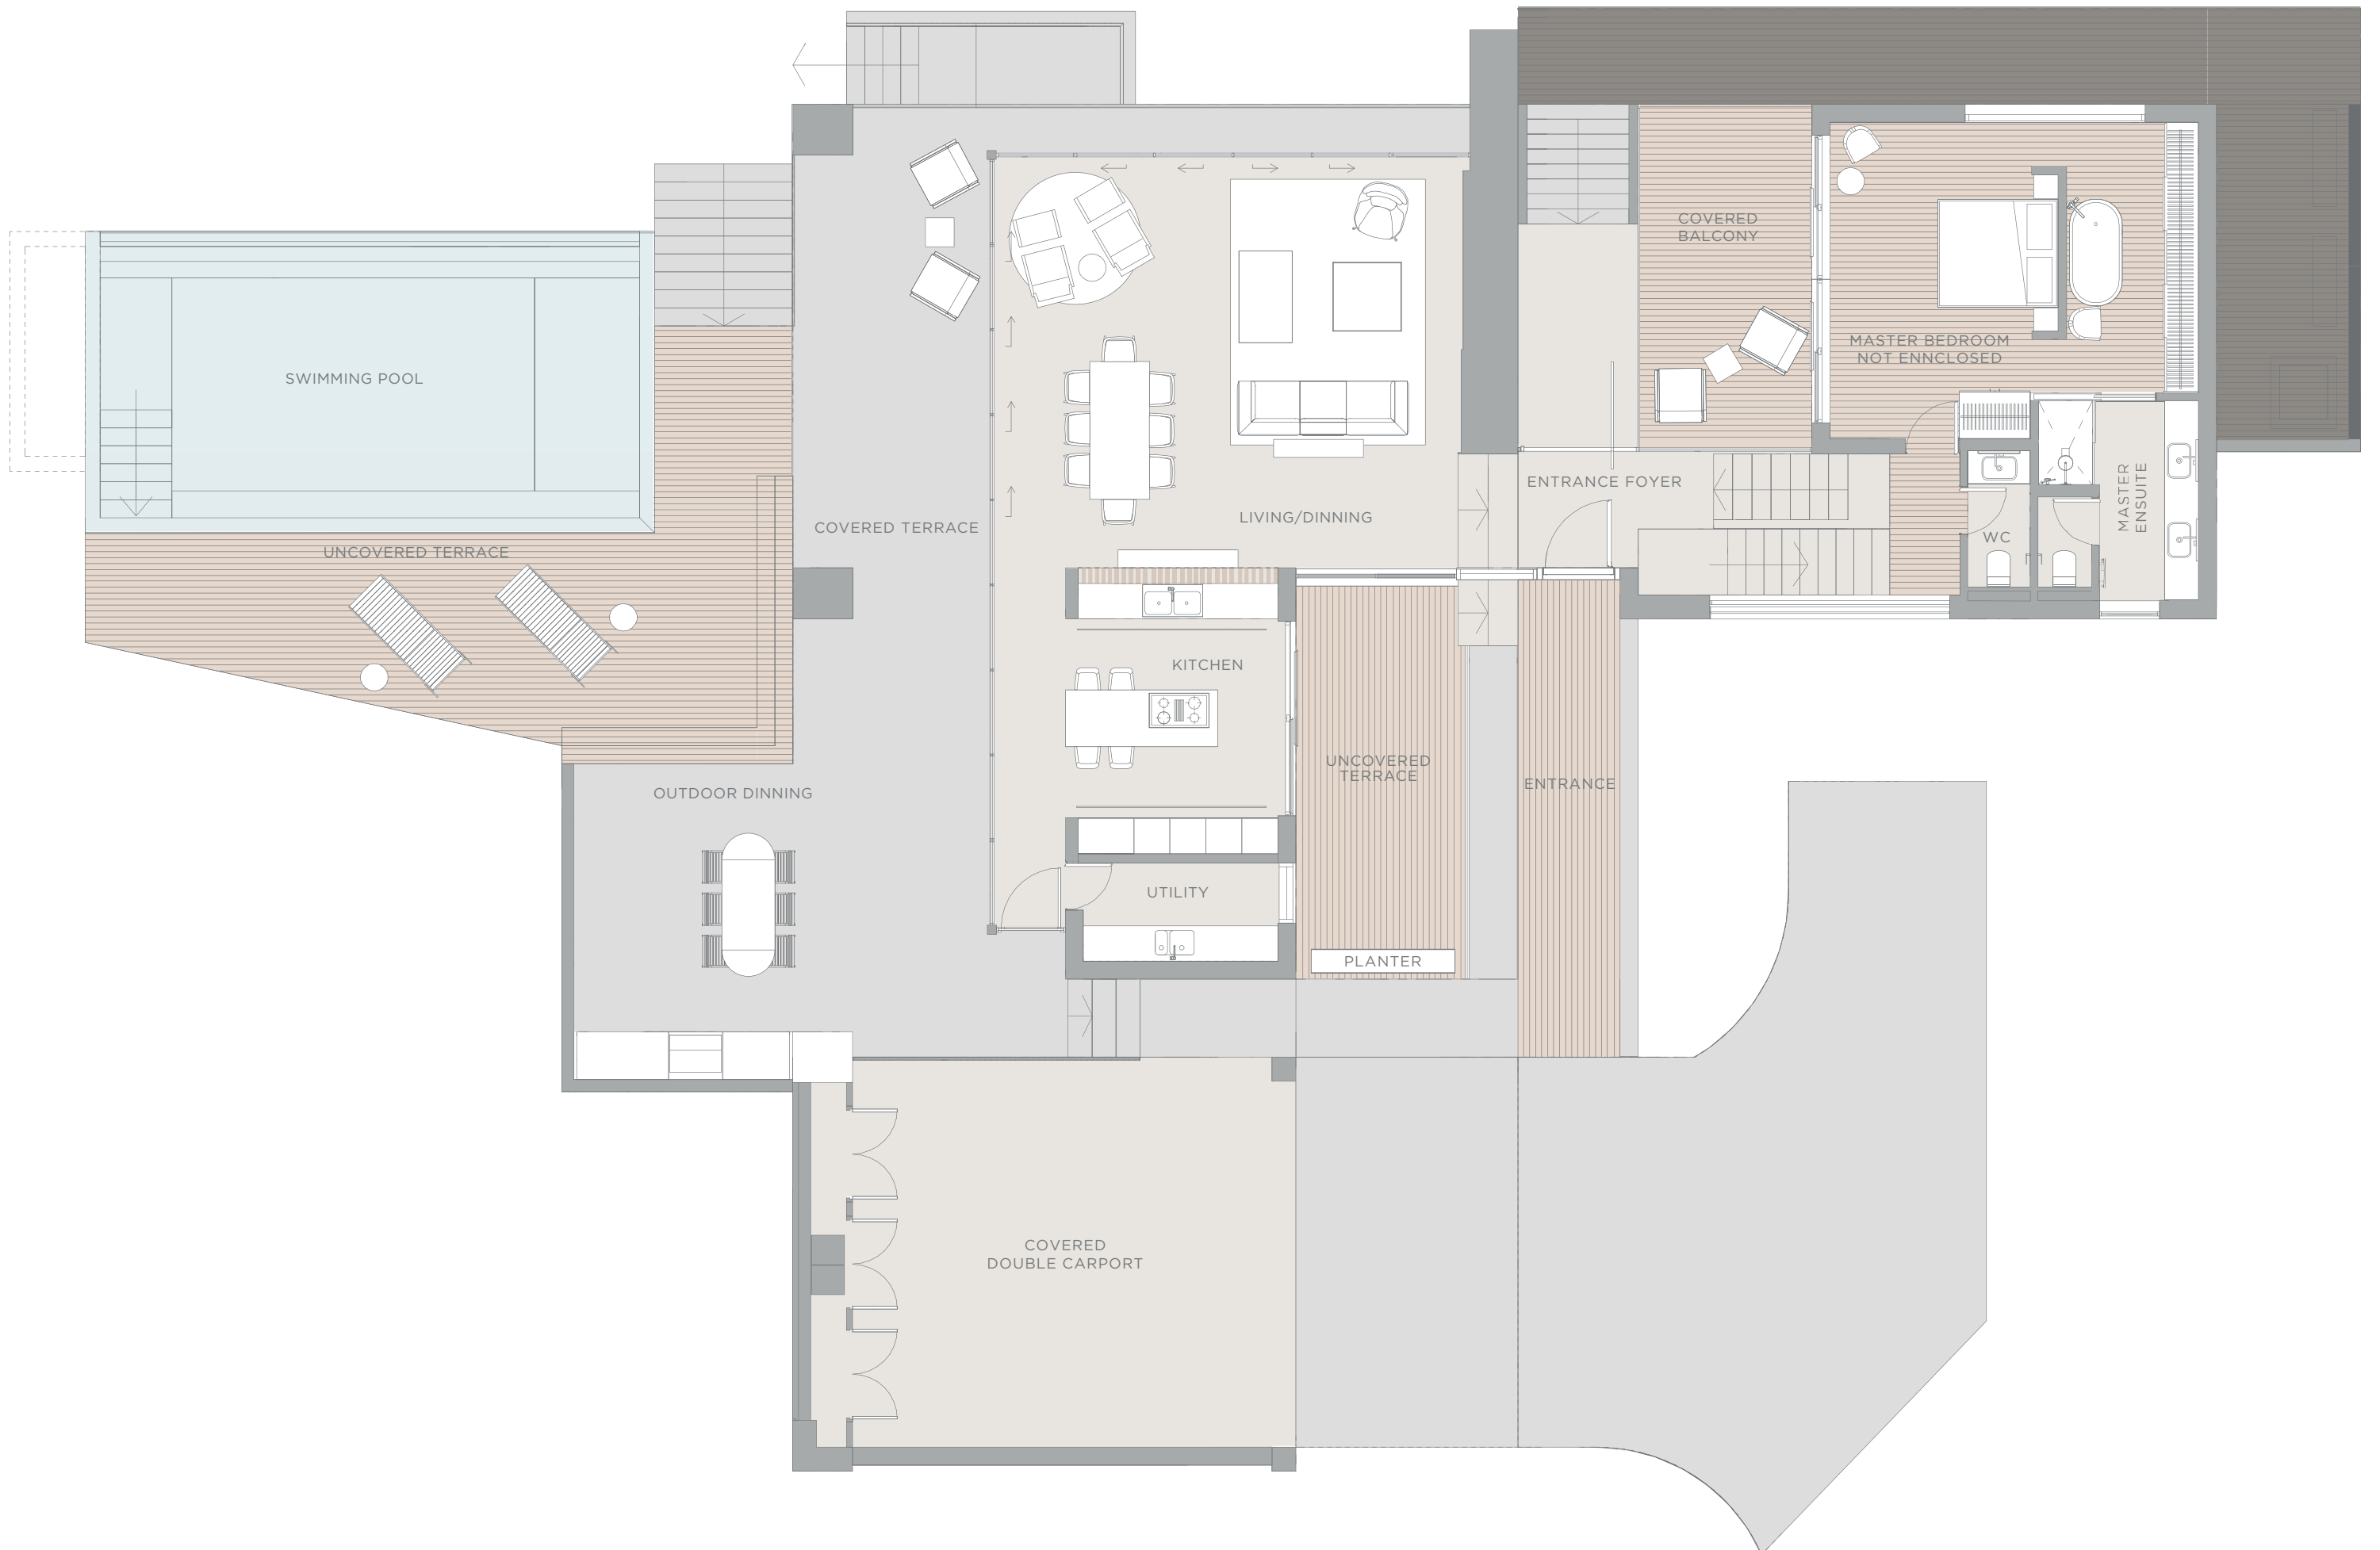 COVERED
BALCONY
MASTER BEDROOM
NOT ENNCLOSED
SWIMMING POOL
ENTRANCE FOYER
MASTER
ENSUITE
LIVING/DINNING
COVERED TERRACE
WC
UNCOVERED TERRACE
KITCHEN
UNCOVERED
TERRACE
ENTRANCE
OUTDOOR DINNING
UTILITY
PLANTER
COVERED
DOUBLE CARPORT